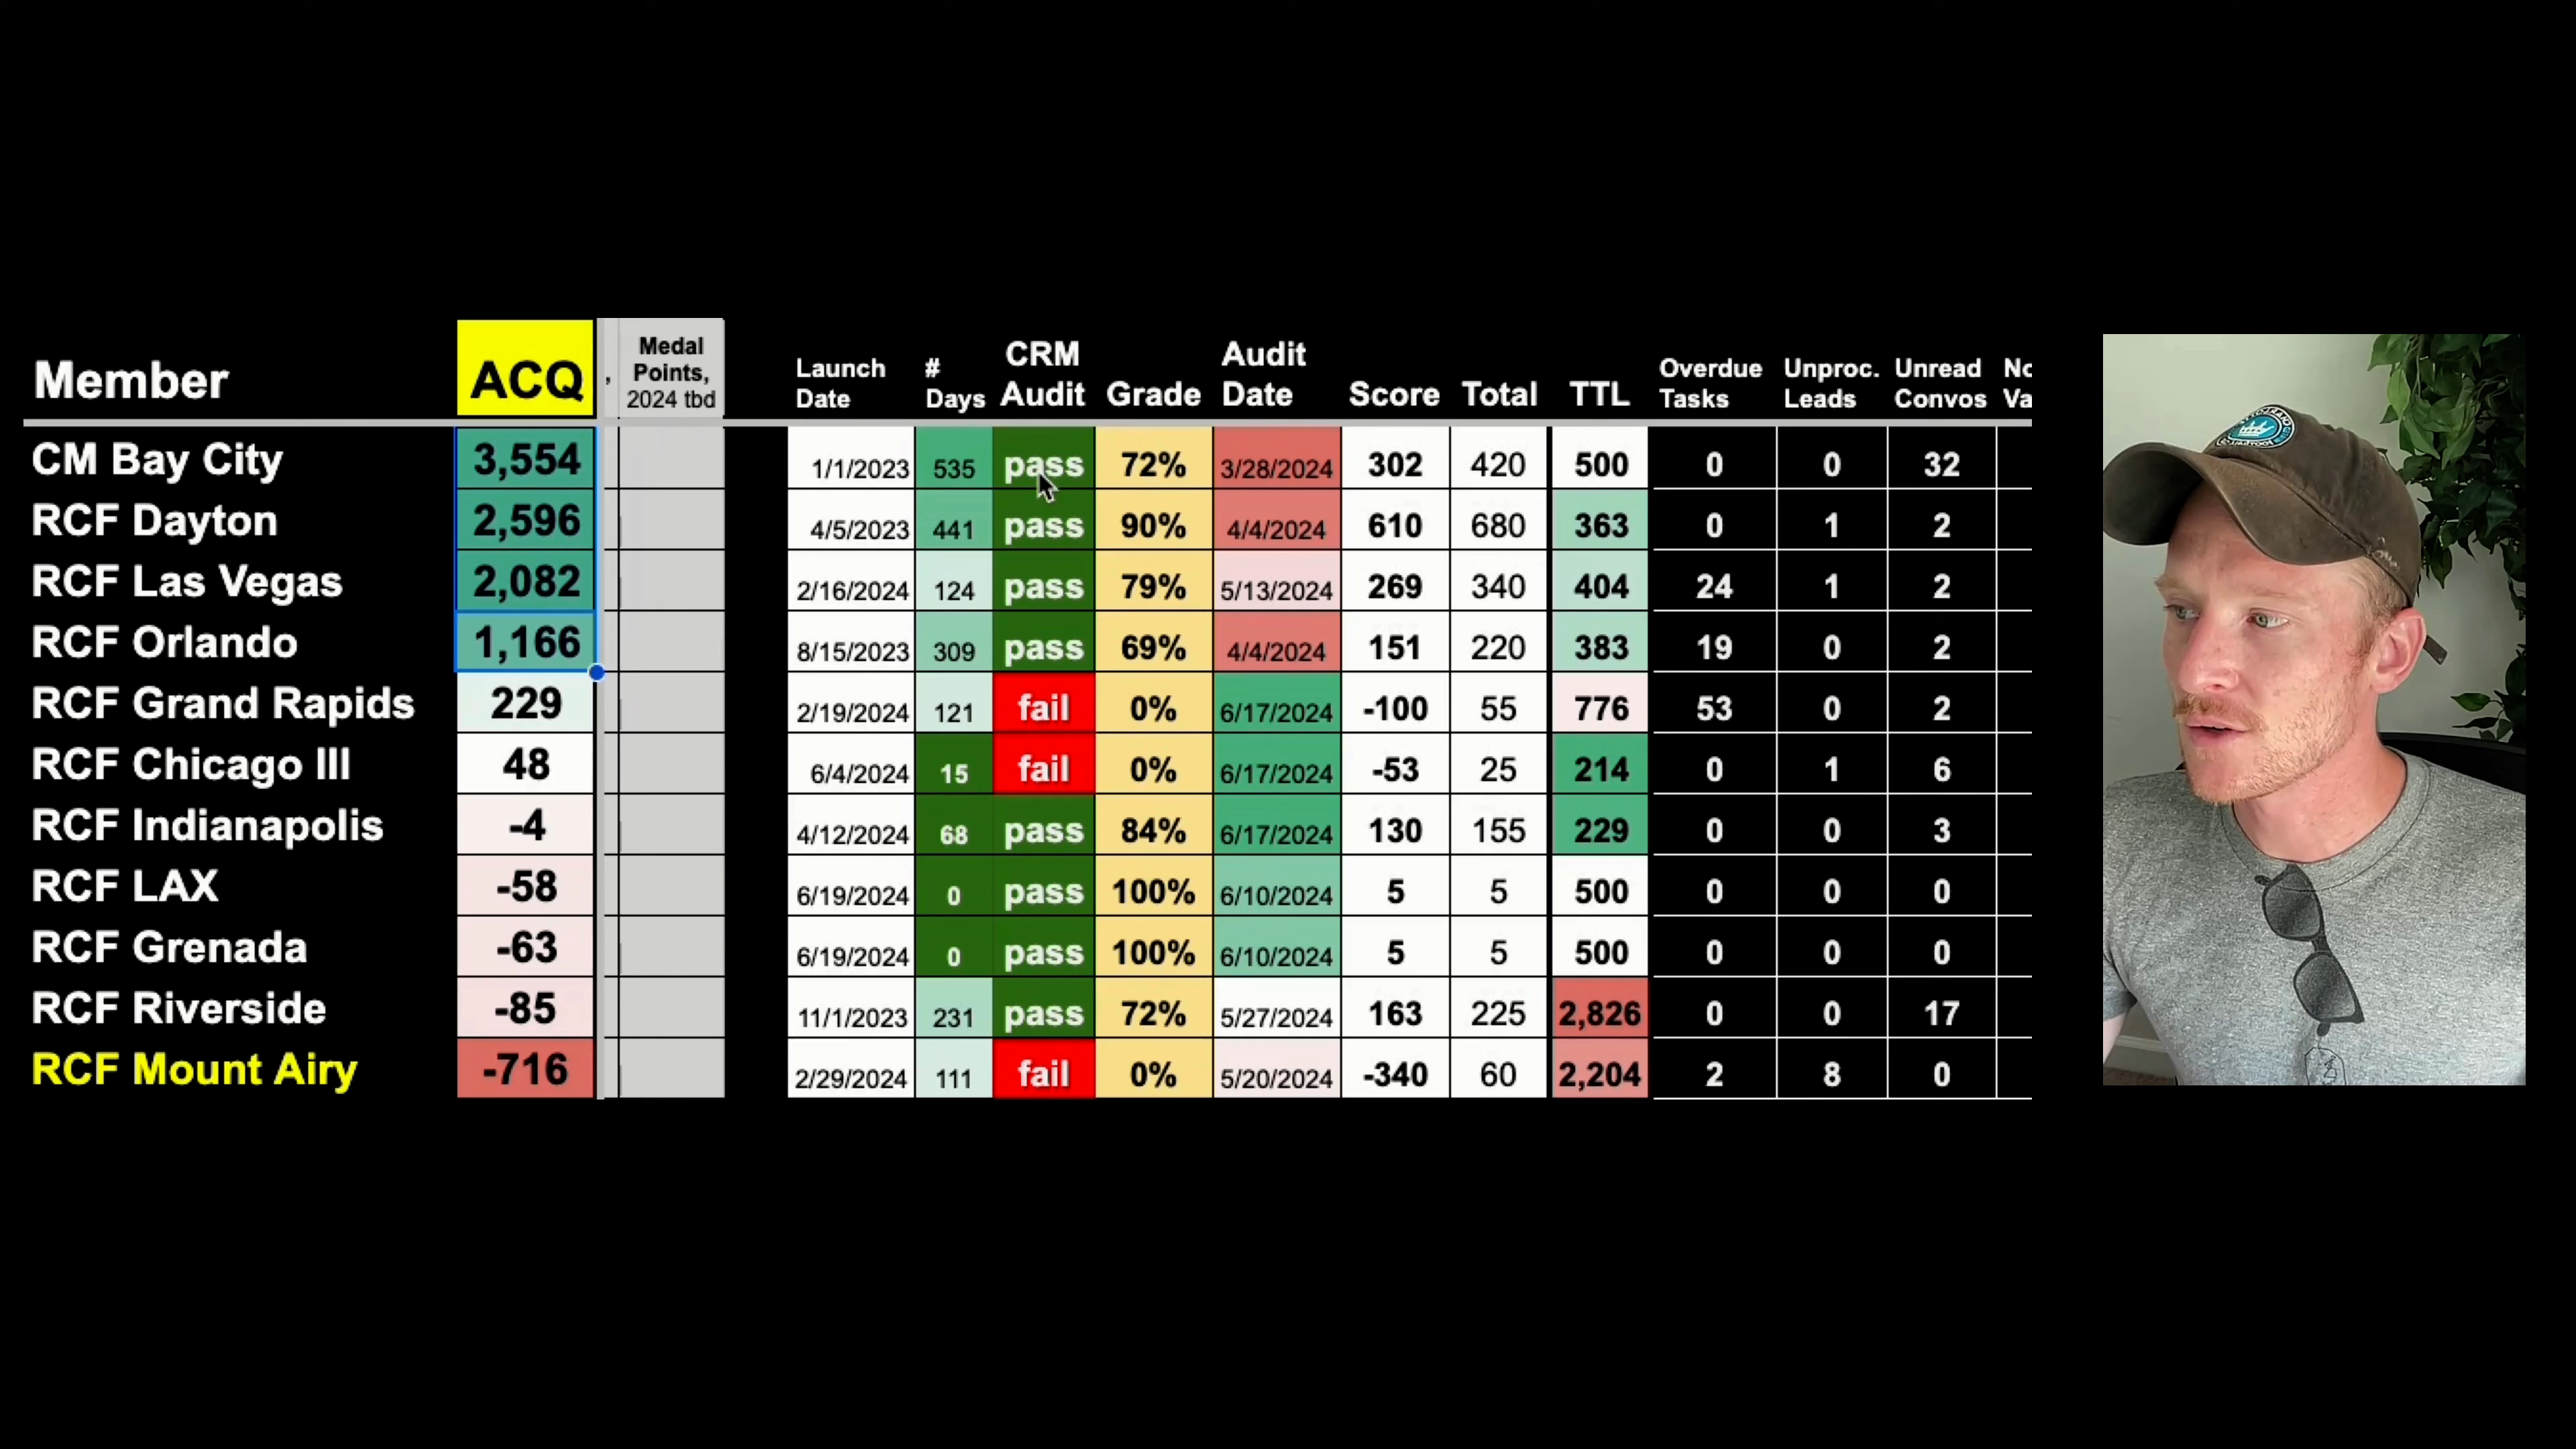 Member ACQ , Medal Points, 2024 tbd Launch Date # Days CRM Audit Grade Audit Date Score Total TTL Overdue Tasks Unproc. Leads Unread Convos
CM Bay City 3,554 1/1/2023 535 pass 72% 3/28/2024 302 420 500 0 0 32
RCF Dayton 2,596 4/5/2023 441 pass 90% 4/4/2024 610 680 363 0 1 2
RCF Las Vegas 2,082 2/16/2024 124 pass 79% 5/13/2024 269 340 404 24 1 2
RCF Orlando 1,166 8/15/2023 309 pass 69% 4/4/2024 151 220 383 19 0 2
RCF Grand Rapids 229 2/19/2024 121 fail 0% 6/17/2024 -100 55 776 53 0 2
RCF Chicago III 48 6/4/2024 15 fail 0% 6/17/2024 -53 25 214 0 1 6
RCF Indianapolis -4 4/12/2024 68 pass 84% 6/17/2024 130 155 229 0 0 3
RCF LAX -58 6/19/2024 0 pass 100% 6/10/2024 5 5 500 0 0 0
RCF Grenada -63 6/19/2024 0 pass 100% 6/10/2024 5 5 500 0 0 0
RCF Riverside -85 11/1/2023 231 pass 72% 5/27/2024 163 225 2,826 0 0 17
RCF Mount Airy -716 2/29/2024 111 fail 0% 5/20/2024 -340 60 2,204 2 8 0